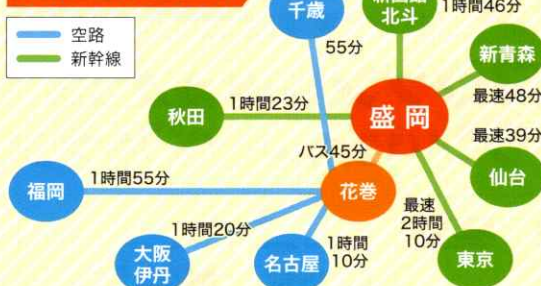 千歳
北斗
1時間46分
空路
新幹線
55分
新青森
最速48分
秋田
1時間23分
盛岡
最速39分
バス45分
仙台
福岡
1時間55分
花巻
最速
2時間
10分
1時間20分
大阪
伊丹
名古屋
1時間
10分
東京